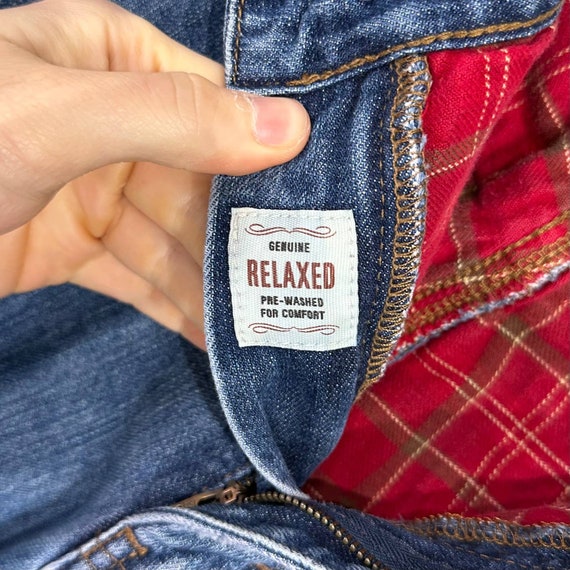 GENUINE
RELAXED
PRE-WASHED
FOR COMFORT